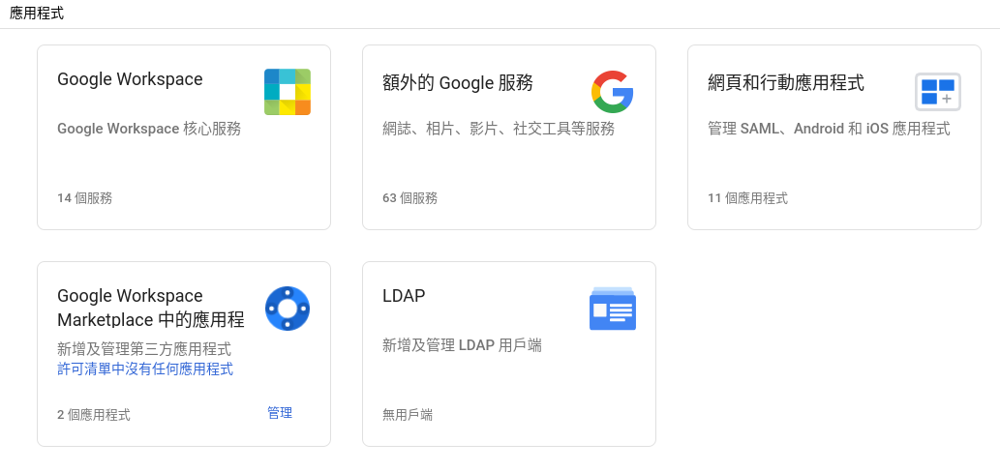 應用程式
Google Workspace
Google Workspace 核心服務
14 個服務
額外的 Google 服務
網誌、相片、影片、社交工具等服務
63 個服務
網頁和行動應用程式
管理 SAML、Android 和 iOS 應用程式
11 個應用程式
Google Workspace
Marketplace 中的應用程
新增及管理第三方應用程式
許可清單中沒有任何應用程式
2 個應用程式
管理
LDAP
新增及管理 LDAP 用戶端
無用戶端